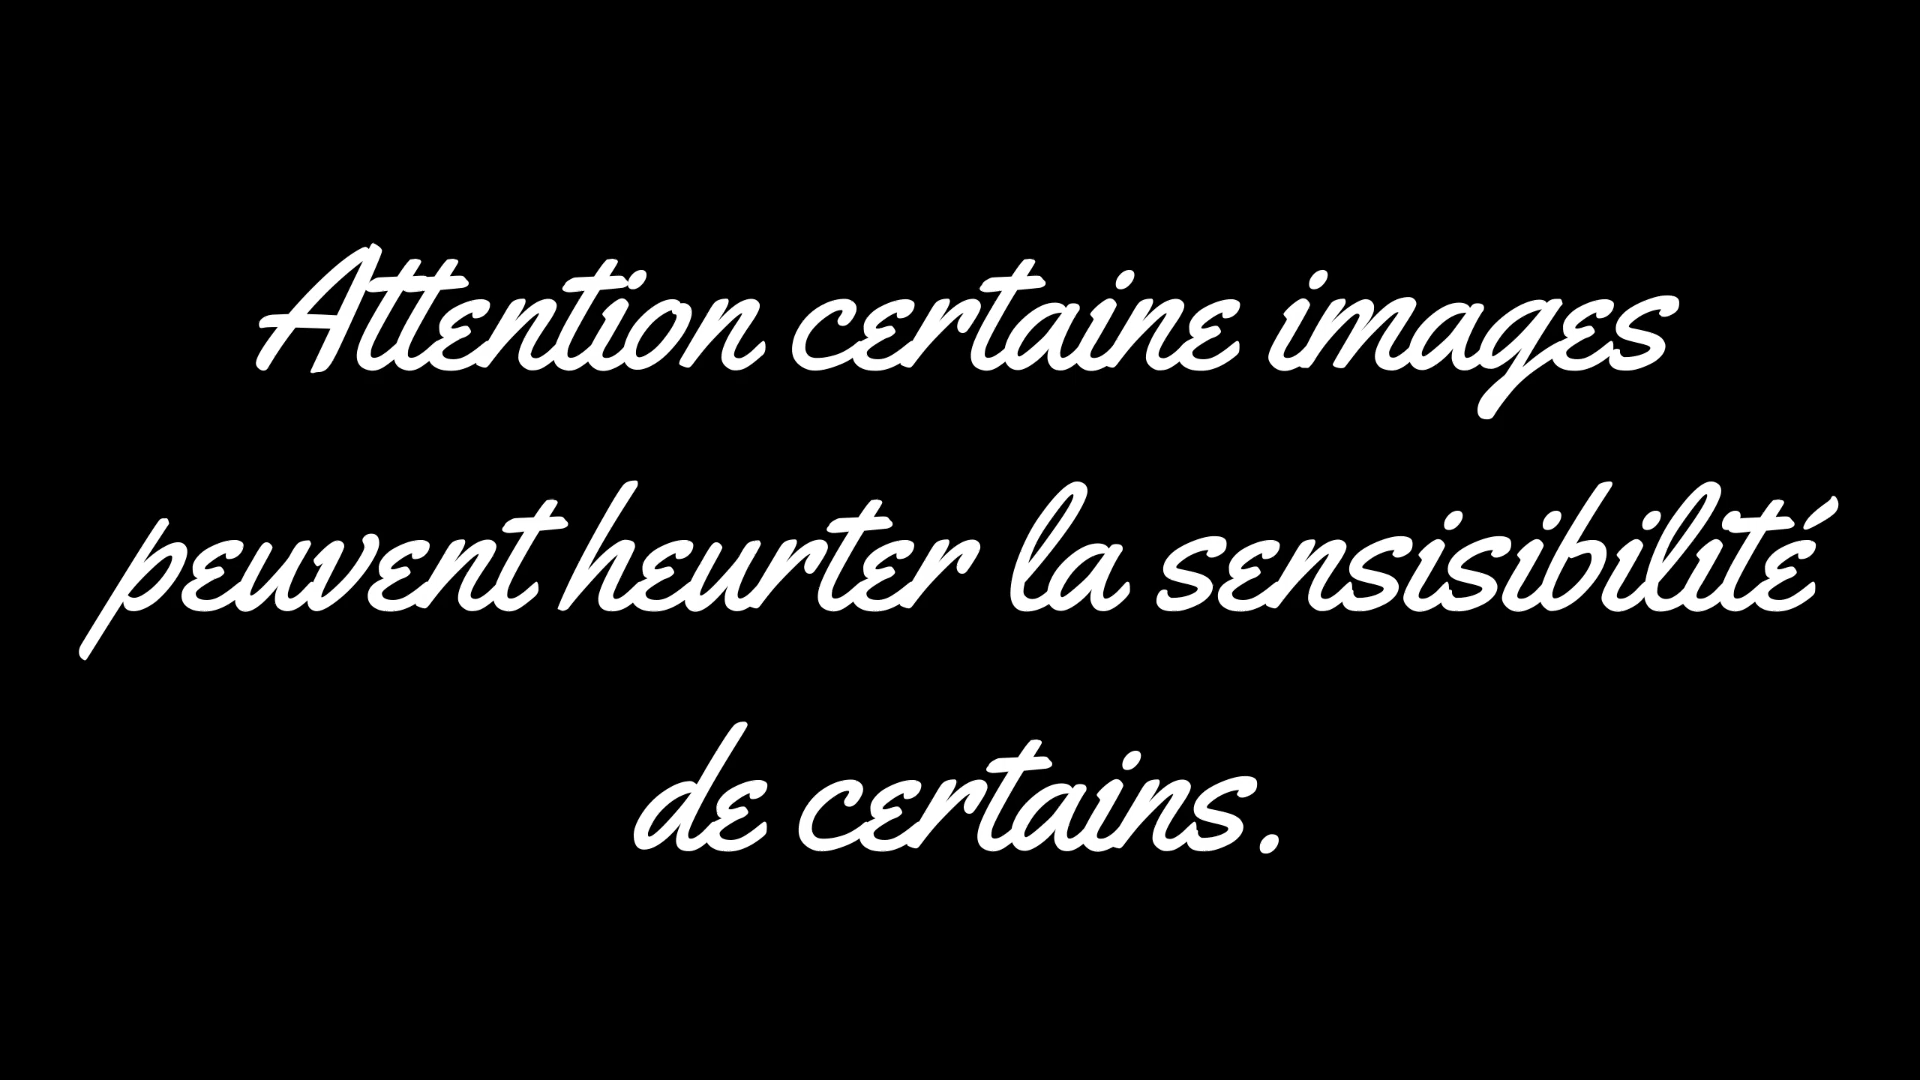 Attention certaine images
peuvent heurter la sensisibilité
de certains.